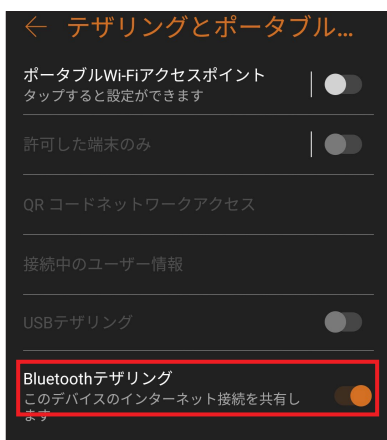 ← テザリングとポータブル...
ポータブルWi-Fiアクセスポイント
タップすると設定ができます
許可した端末のみ
QR コードネットワークアクセス
接続中のユーザー情報
USBテザリング
Bluetoothテザリング
このデバイスのインターネット接続を共有し
ます